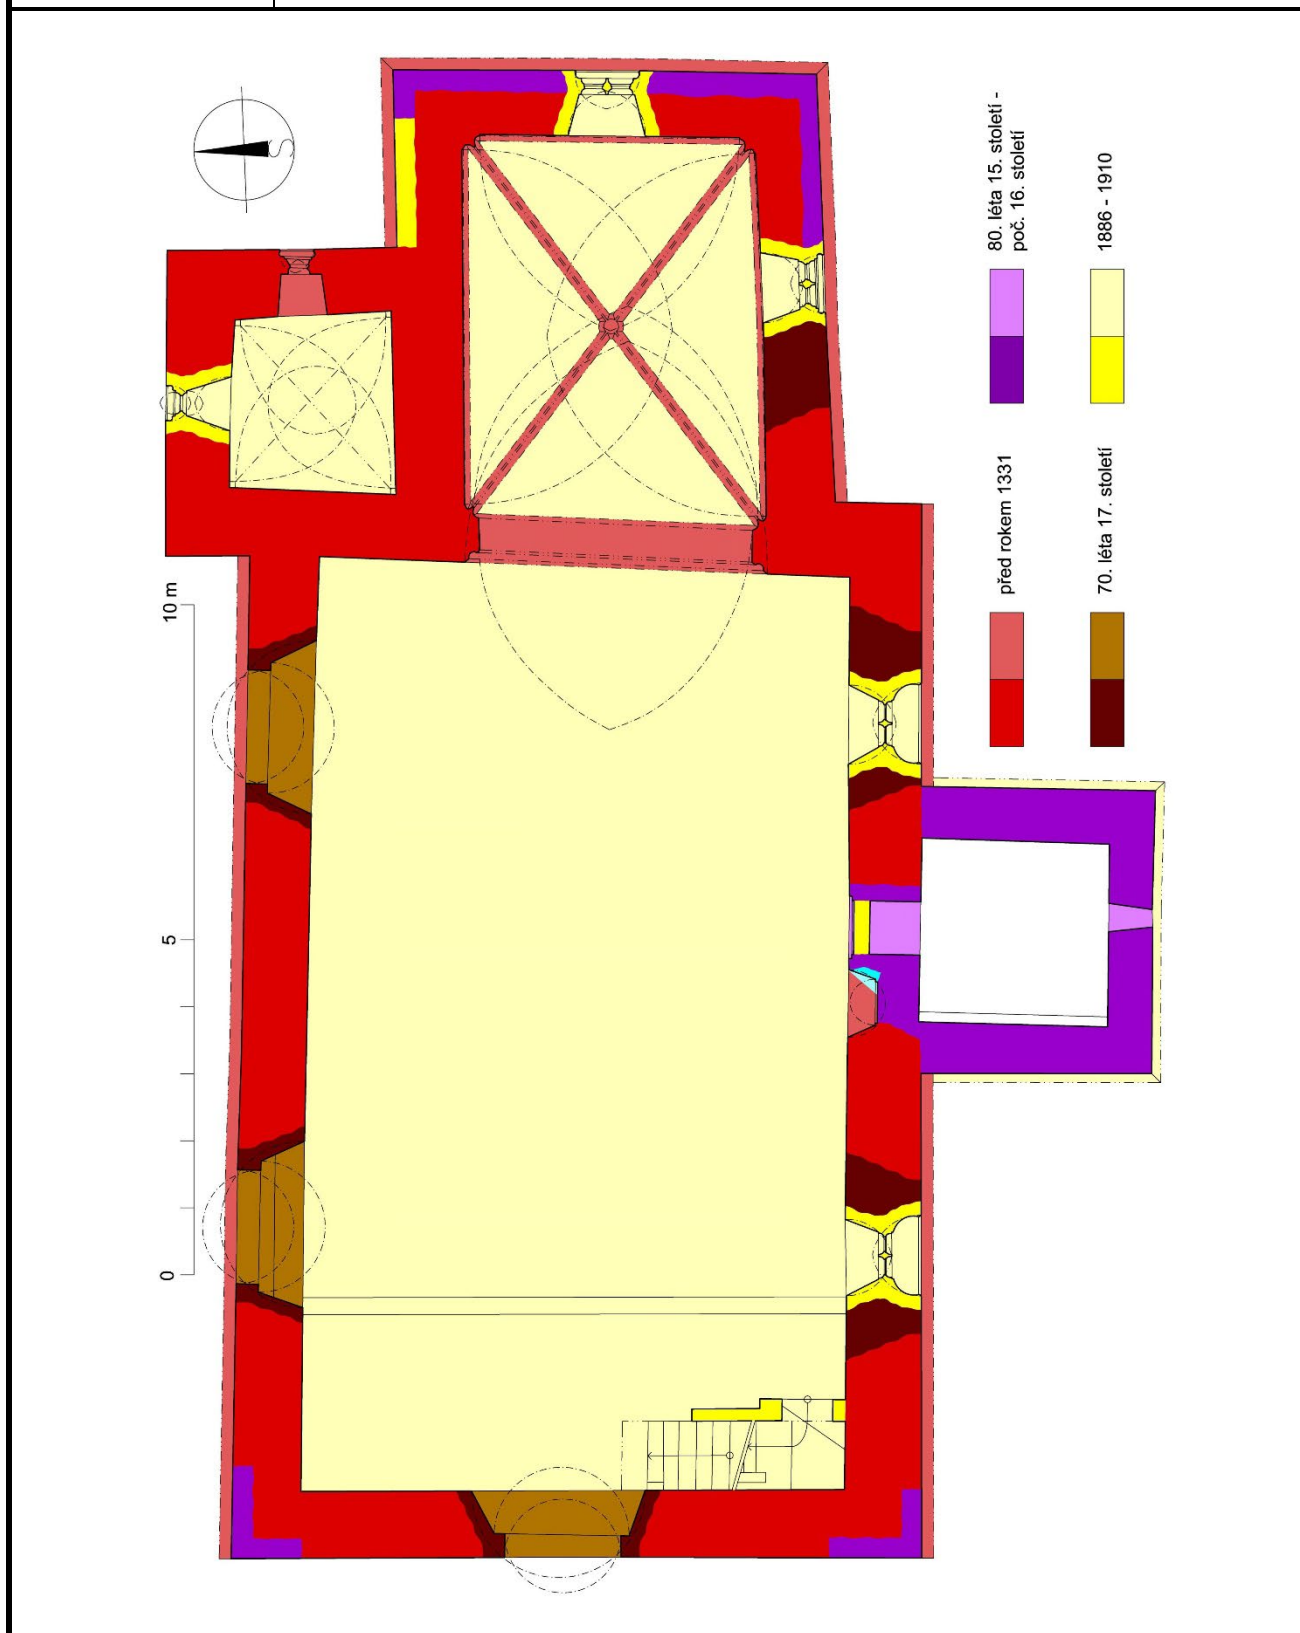 S
10 m
5
0
před rokem 1331
80. léta 15. století -
poč. 16. století
70. léta 17. století
1886 - 1910